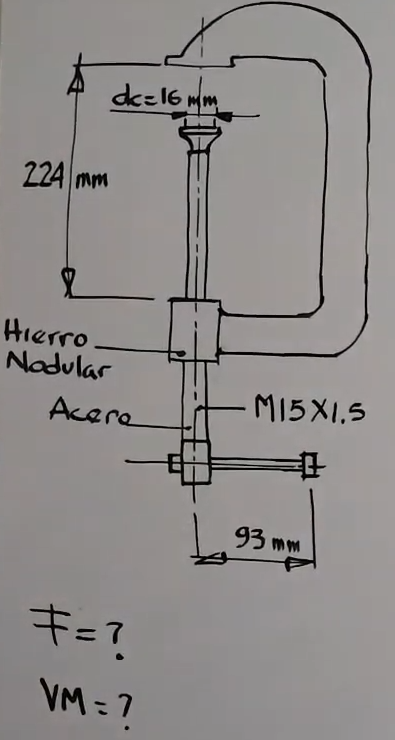 dc=16 mm
224 mm
Hierro
Nodular
Acero
M15X1.5
93 mm
F=?
VM=?